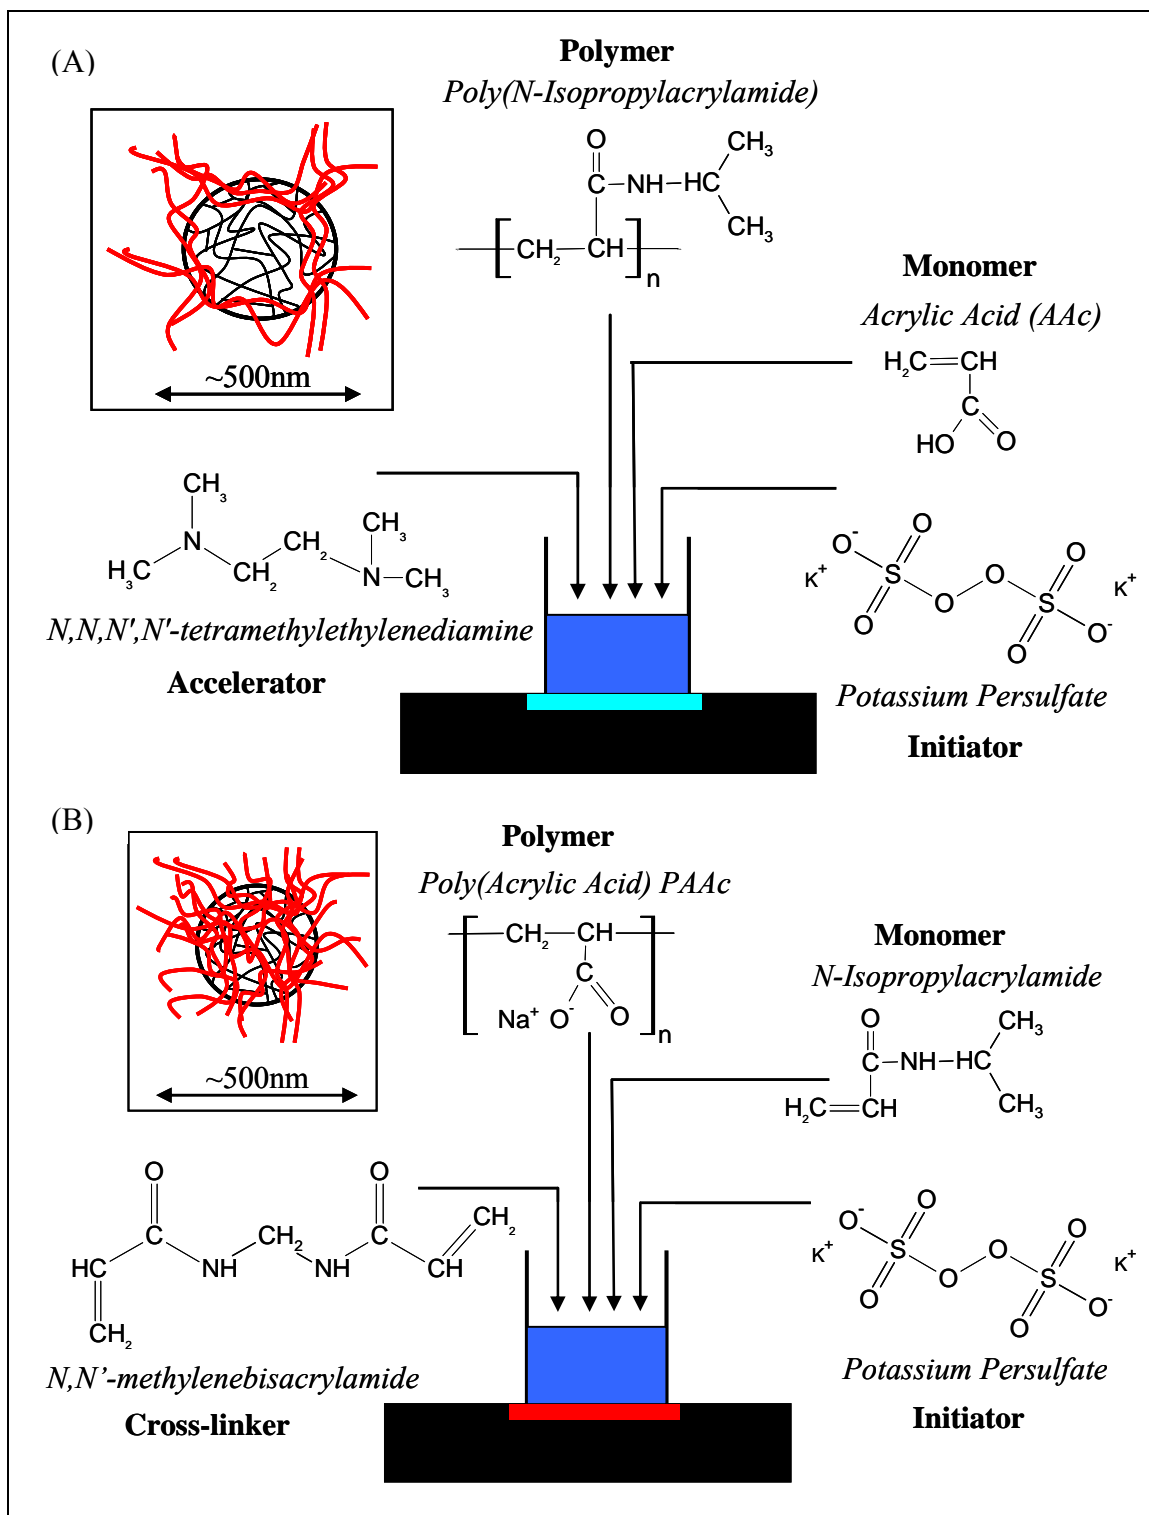 (A)
Polymer
Poly(N-Isopropylacrylamide)
O
CH3
C NH HC
CH3
CH2 CH
n
~500nm
Monomer
Acrylic Acid (AAc)
H2C CH
C
HO O
CH3
N CH2 CH3
H3C CH2 N CH3
N,N,N',N'-tetramethylethylenediamine
Accelerator
O- O O
K+ S O S K+
O O O-
O
Potassium Persulfate
Initiator
(B)
Polymer
Poly(Acrylic Acid) PAAc
CH2 CH
C
Na+ O- O
n
~500nm
Monomer
N-Isopropylacrylamide
O CH3
C NH HC
H2C CH CH3
O O
CH2 CH2
HC NH NH CH
CH2
N,N’-methylenebisacrylamide
Cross-linker
O- O O
K+ S O S K+
O O O-
O
Potassium Persulfate
Initiator